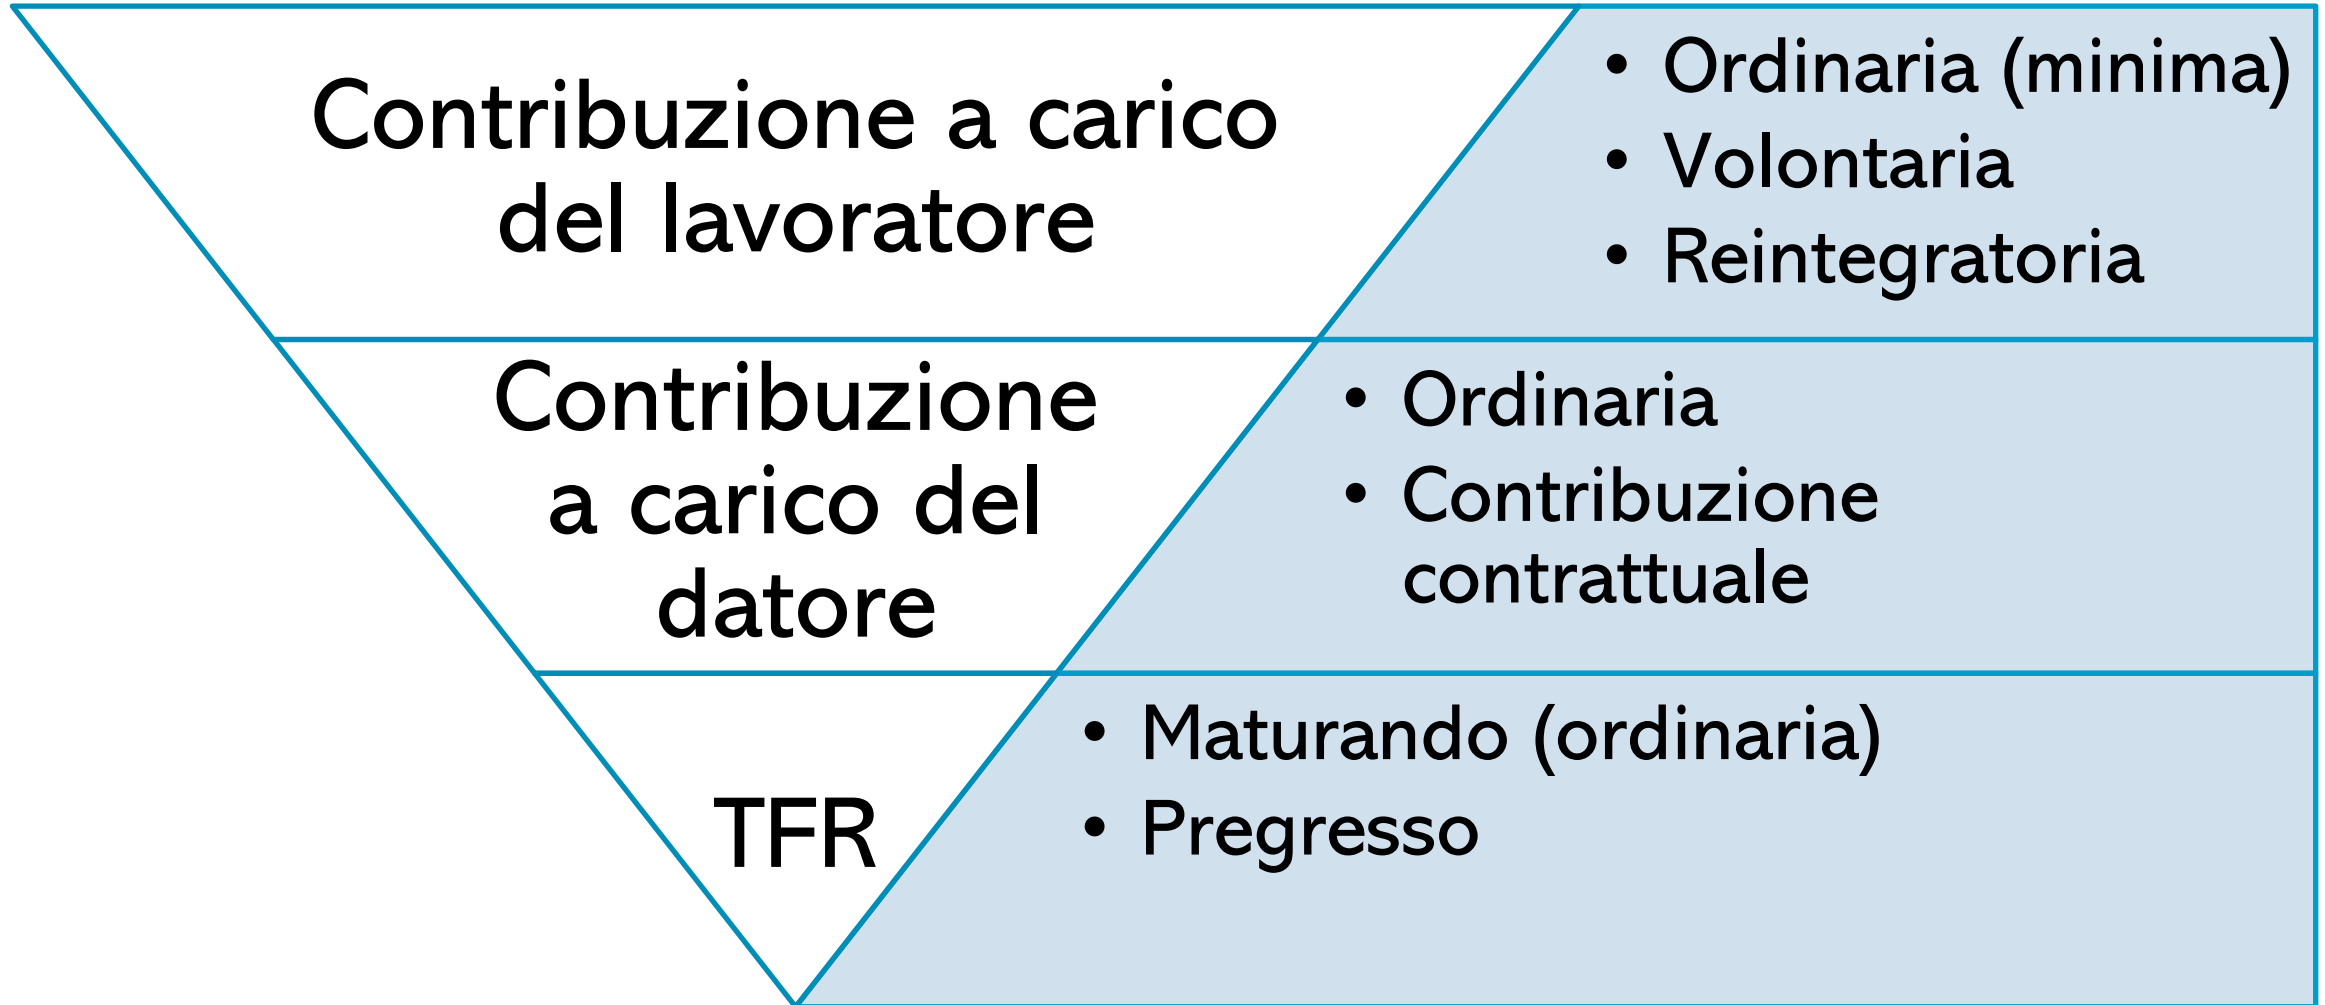 Contribuzione a carico
del lavoratore
• Ordinaria (minima)
• Volontaria
• Reintegratoria
Contribuzione
a carico del
datore
• Ordinaria
• Contribuzione
contrattuale
TFR
• Maturando (ordinaria)
• Pregresso